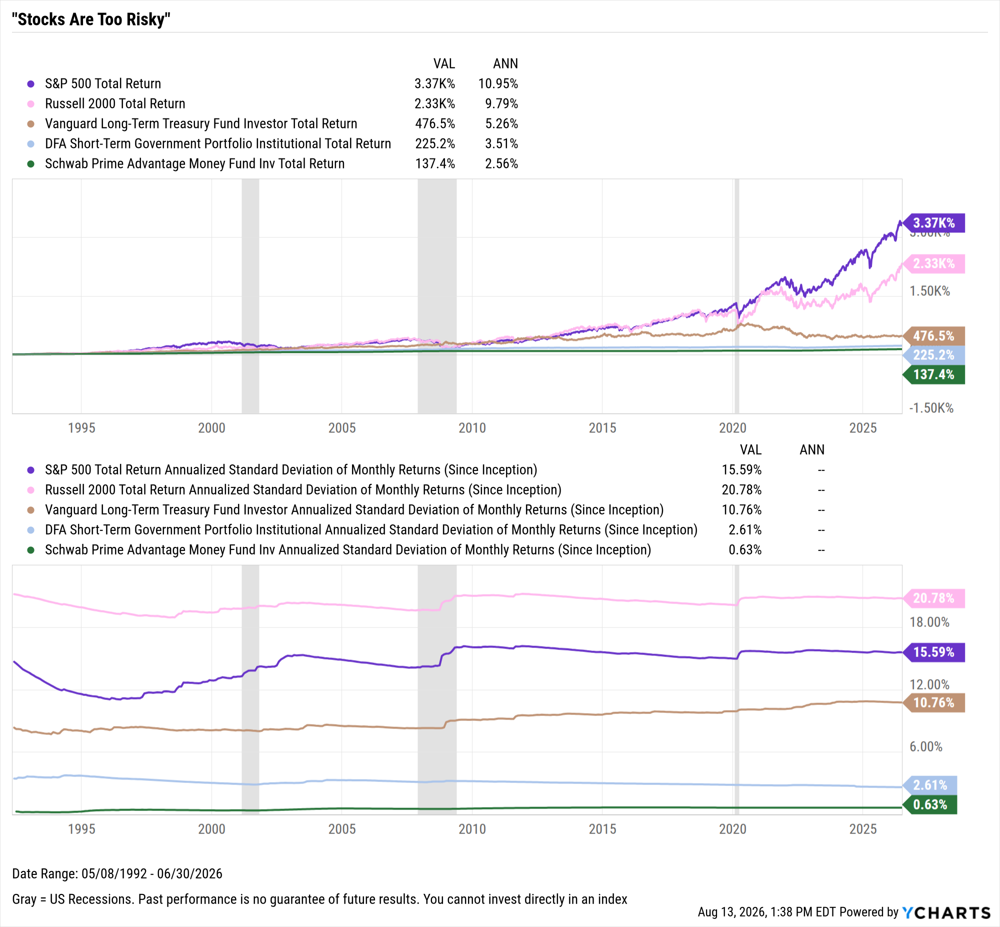 "Stocks Are Too Risky"
VAL ANN
S&P 500 Total Return 3.37K% 10.95%
Russell 2000 Total Return 2.33K% 9.79%
Vanguard Long-Term Treasury Fund Investor Total Return 476.5% 5.26%
DFA Short-Term Government Portfolio Institutional Total Return 225.2% 3.51%
Schwab Prime Advantage Money Fund Inv Total Return 137.4% 2.56%
3.37K%
3.00K%
2.33K%
1.50K%
476.5%
225.2%
137.4%
-1.50K%
1995 2000 2005 2010 2015 2020 2025
VAL ANN
S&P 500 Total Return Annualized Standard Deviation of Monthly Returns (Since Inception) 15.59% --
Russell 2000 Total Return Annualized Standard Deviation of Monthly Returns (Since Inception) 20.78% --
Vanguard Long-Term Treasury Fund Investor Annualized Standard Deviation of Monthly Returns (Since Inception) 10.76% --
DFA Short-Term Government Portfolio Institutional Annualized Standard Deviation of Monthly Returns (Since Inception) 2.61% --
Schwab Prime Advantage Money Fund Inv Annualized Standard Deviation of Monthly Returns (Since Inception) 0.63% --
20.78%
18.00%
15.59%
12.00%
10.76%
6.00%
2.61%
0.63%
1995 2000 2005 2010 2015 2020 2025
Date Range: 05/08/1992 - 06/30/2026
Gray = US Recessions. Past performance is no guarantee of future results. You cannot invest directly in an index
Aug 13, 2026, 1:38 PM EDT Powered by YCHARTS